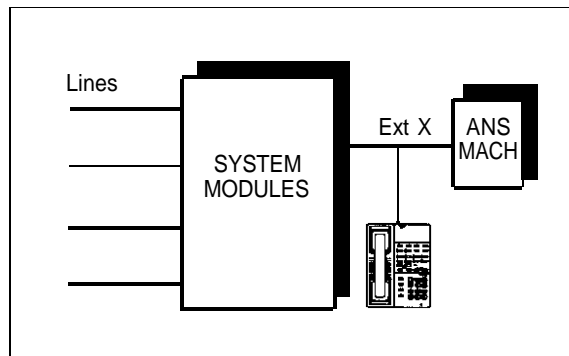 Lines
SYSTEM
MODULES
Ext X
ANS
MACH